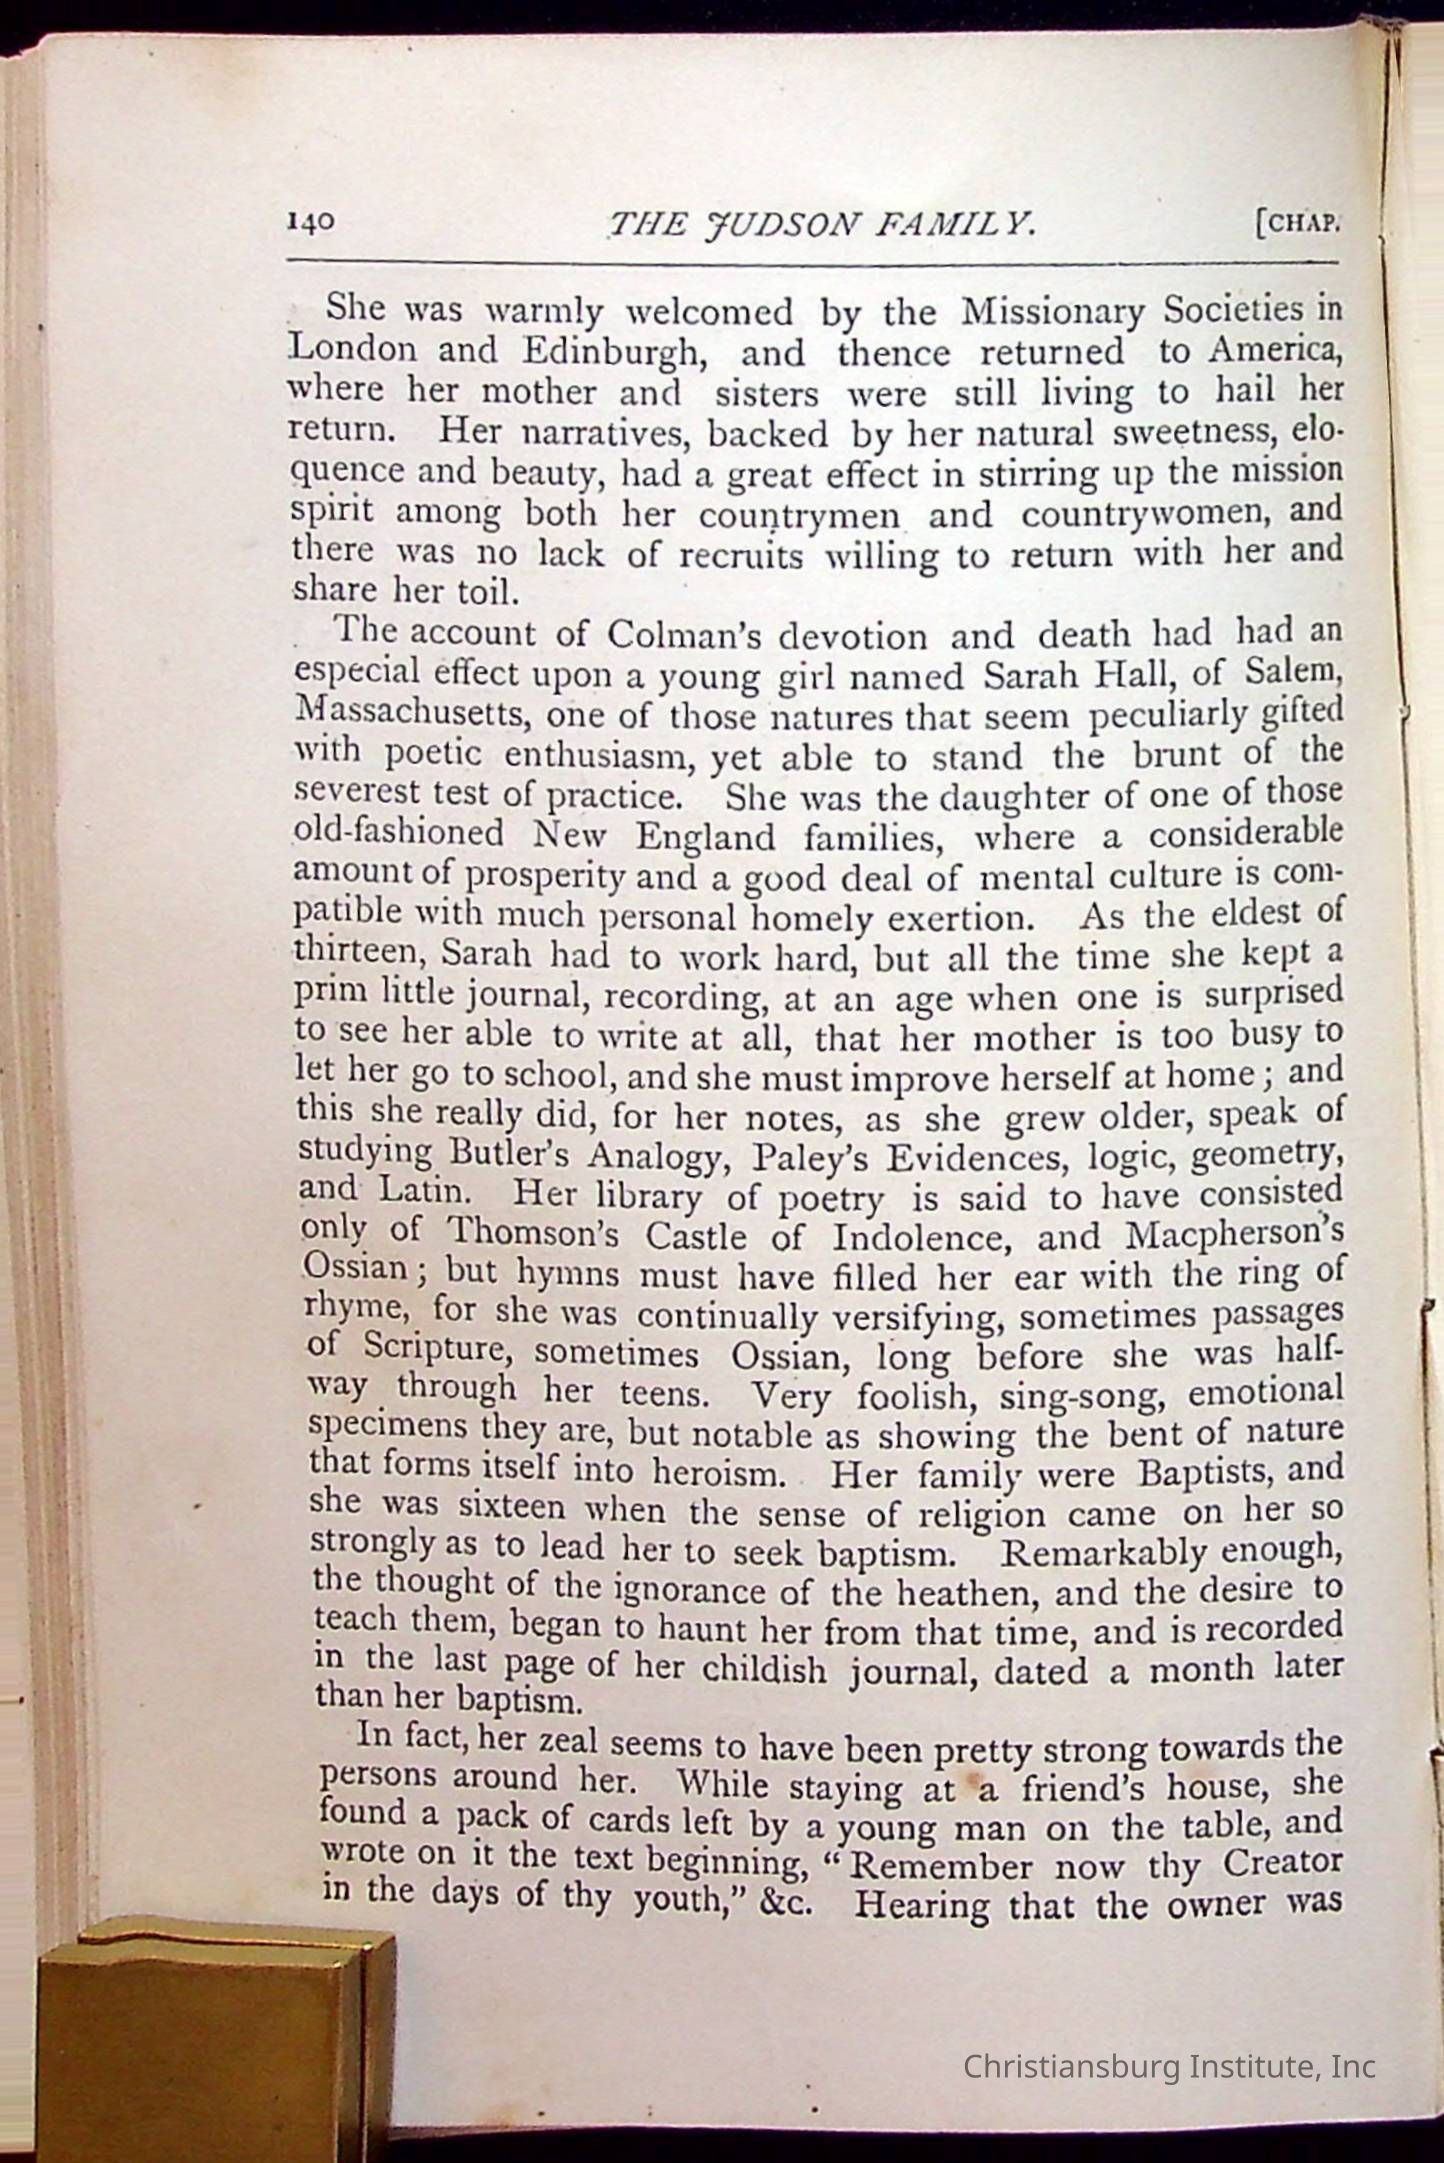 140 THE JUDSON FAMILY. [CHAP.
She was warmly welcomed by the Missionary Societies in
London and Edinburgh, and thence returned to America,
where her mother and sisters were still living to hail her
return. Her narratives, backed by her natural sweetness, elo-
quence and beauty, had a great effect in stirring up the mission
spirit among both her countrymen and countrywomen, and
there was no lack of recruits willing to return with her and
share her toil.
The account of Colman's devotion and death had had an
especial effect upon a young girl named Sarah Hall, of Salem,
Massachusetts, one of those natures that seem peculiarly gifted
with poetic enthusiasm, yet able to stand the brunt of the
severest test of practice. She was the daughter of one of those
old-fashioned New England families, where a considerable
amount of prosperity and a good deal of mental culture is com-
patible with much personal homely exertion. As the eldest of
thirteen, Sarah had to work hard, but all the time she kept a
prim little journal, recording, at an age when one is surprised
to see her able to write at all, that her mother is too busy to
let her go to school, and she must improve herself at home; and
this she really did, for her notes, as she grew older, speak of
studying Butler's Analogy, Paley's Evidences, logic, geometry,
and Latin. Her library of poetry is said to have consisted
only of Thomson's Castle of Indolence, and Macpherson's
Ossian; but hymns must have filled her ear with the ring of
rhyme, for she was continually versifying, sometimes passages
of Scripture, sometimes Ossian, long before she was half-
way through her teens. Very foolish, sing-song, emotional
specimens they are, but notable as showing the bent of nature
that forms itself into heroism. Her family were Baptists, and
she was sixteen when the sense of religion came on her so
strongly as to lead her to seek baptism. Remarkably enough,
the thought of the ignorance of the heathen, and the desire to
teach them, began to haunt her from that time, and is recorded
in the last page of her childish journal, dated a month later
than her baptism.
In fact, her zeal seems to have been pretty strong towards the
persons around her. While staying at a friend's house, she
found a pack of cards left by a young man on the table, and
wrote on it the text beginning, "Remember now thy Creator
in the days of thy youth," &c. Hearing that the owner was
Christiansburg Institute, Inc